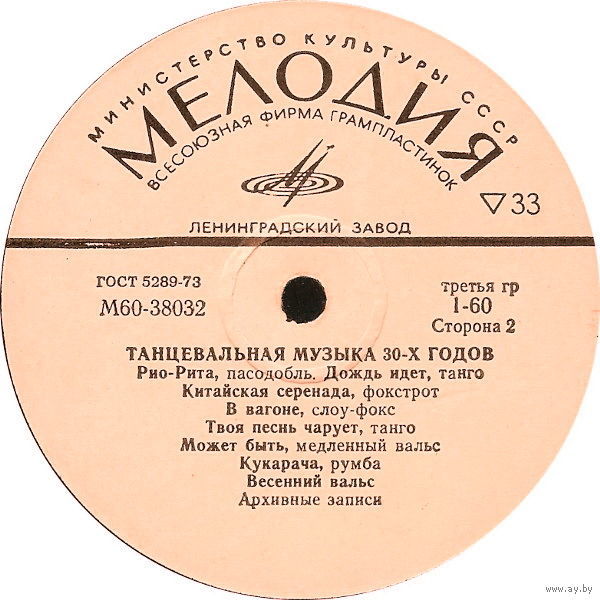 МИНИСТЕРСТВО КУЛЬТУРЫ СССР
МЕЛОДИЯ
ВСЕСОЮЗНАЯ ФИРМА ГРАМПЛАСТИНОК
▽33
ЛЕНИНГРАДСКИЙ ЗАВОД
ГОСТ 5289-73
третья гр
М60-38032
1-60
Сторона 2
ТАНЦЕВАЛЬНАЯ МУЗЫКА 30-Х ГОДОВ
Рио-Рита, пасодобль. Дождь идет, танго
Китайская серенада, фокстрот
В вагоне, слоу-фокс
Твоя песнь чарует, танго
Может быть, медленный вальс
Кукарача, румба
Весенний вальс
Архивные записи
www.ay.by